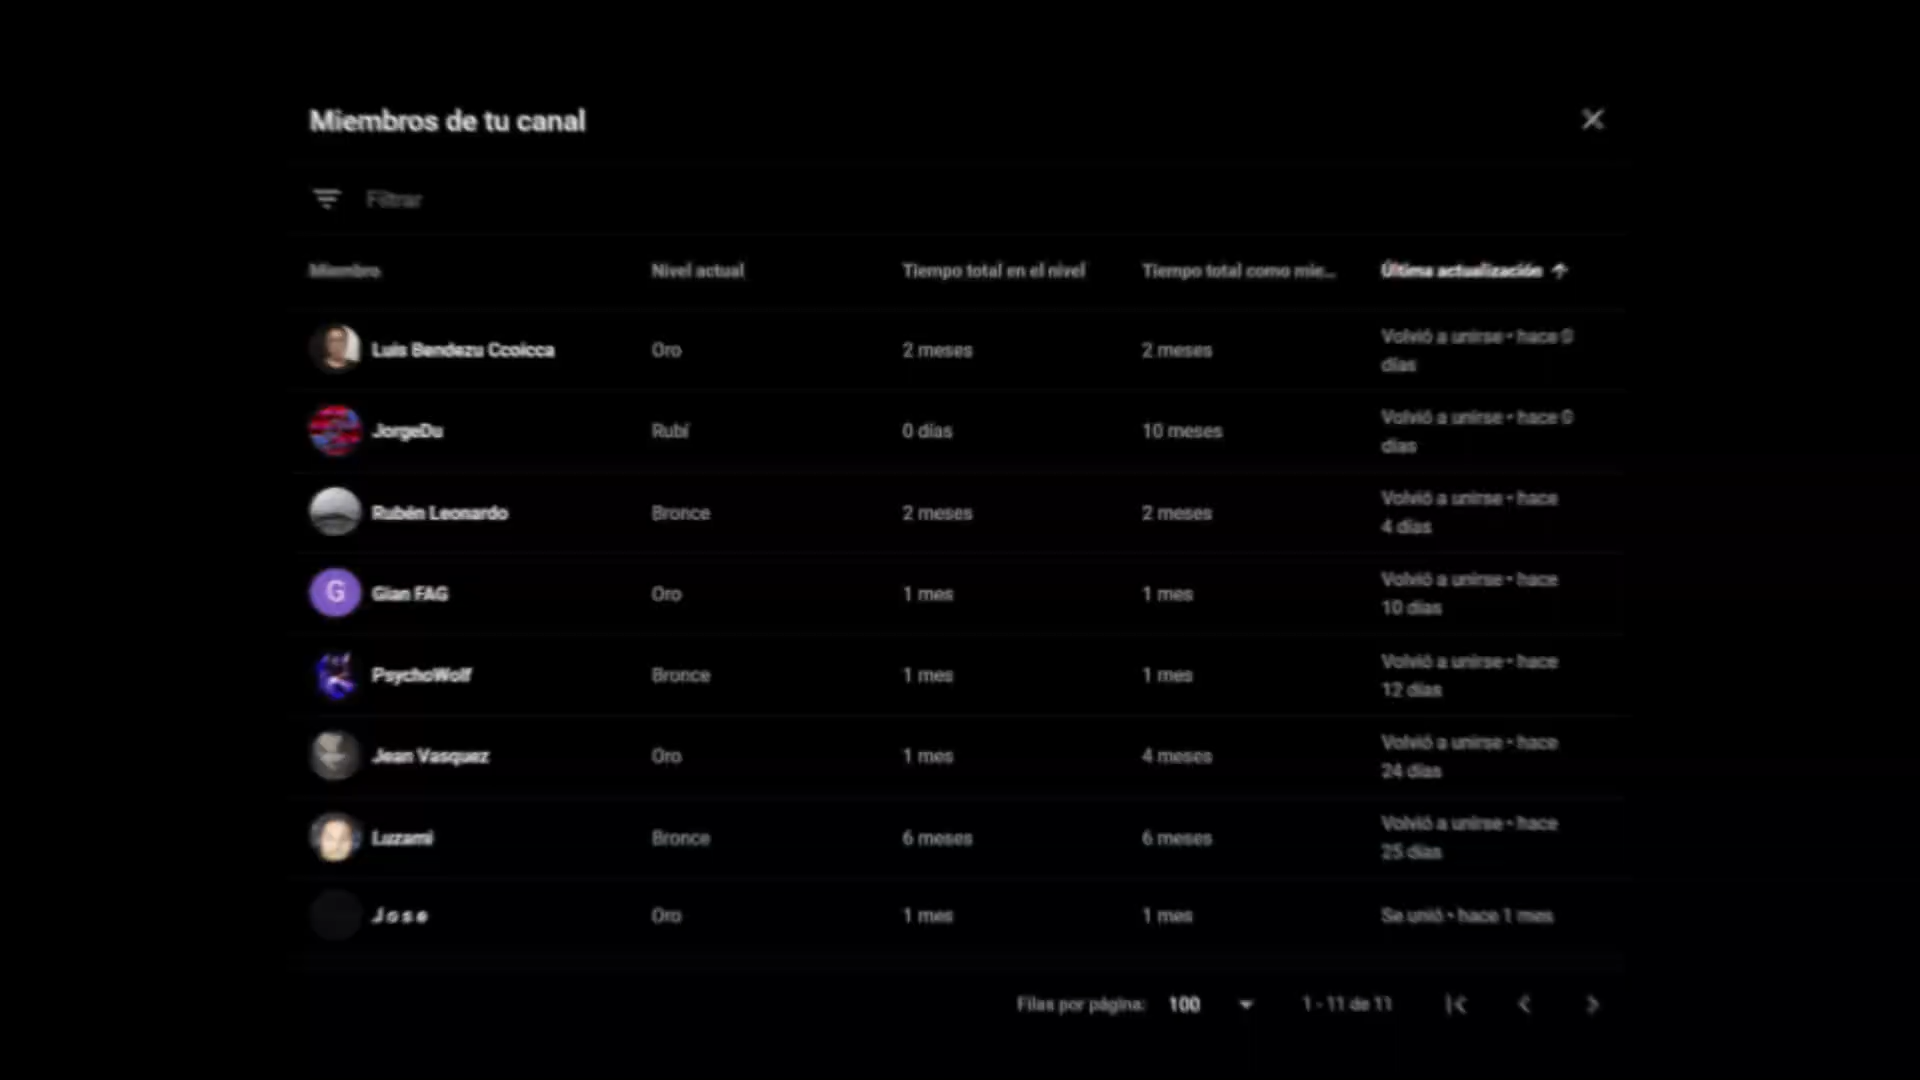 Miembros de tu canal
Filtrar
Miembro Nivel actual Tiempo total en el nivel Tiempo total como mie... Última actualización
Luis Bendezu Ccoicca Oro 2 meses 2 meses Volvió a unirse • hace 0
días
JorgeDu Rubí 0 días 10 meses Volvió a unirse • hace 0
días
Rubén Leonardo Bronce 2 meses 2 meses Volvió a unirse • hace
4 días
G Gian FAG Oro 1 mes 1 mes Volvió a unirse • hace
10 días
PsychoWolf Bronce 1 mes 1 mes Volvió a unirse • hace
12 días
Jean Vasquez Oro 1 mes 4 meses Volvió a unirse • hace
24 días
Luzami Bronce 6 meses 6 meses Volvió a unirse • hace
25 días
J o s e Oro 1 mes 1 mes Se unió • hace 1 mes
Filas por página: 100 1 - 11 de 11